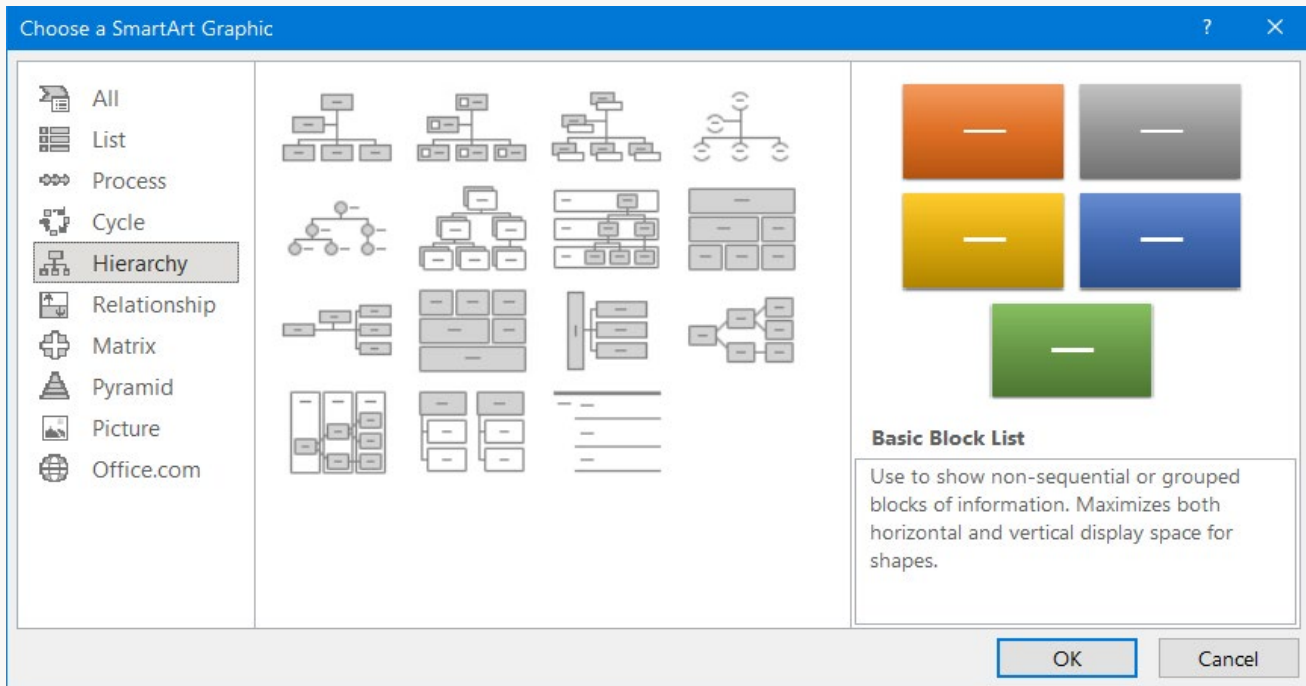 Choose a SmartArt Graphic
?
All
List
Process
Cycle
Hierarchy
Relationship
Matrix
Pyramid
Picture
Office.com
Basic Block List
Use to show non-sequential or grouped
blocks of information. Maximizes both
horizontal and vertical display space for
shapes.
OK
Cancel